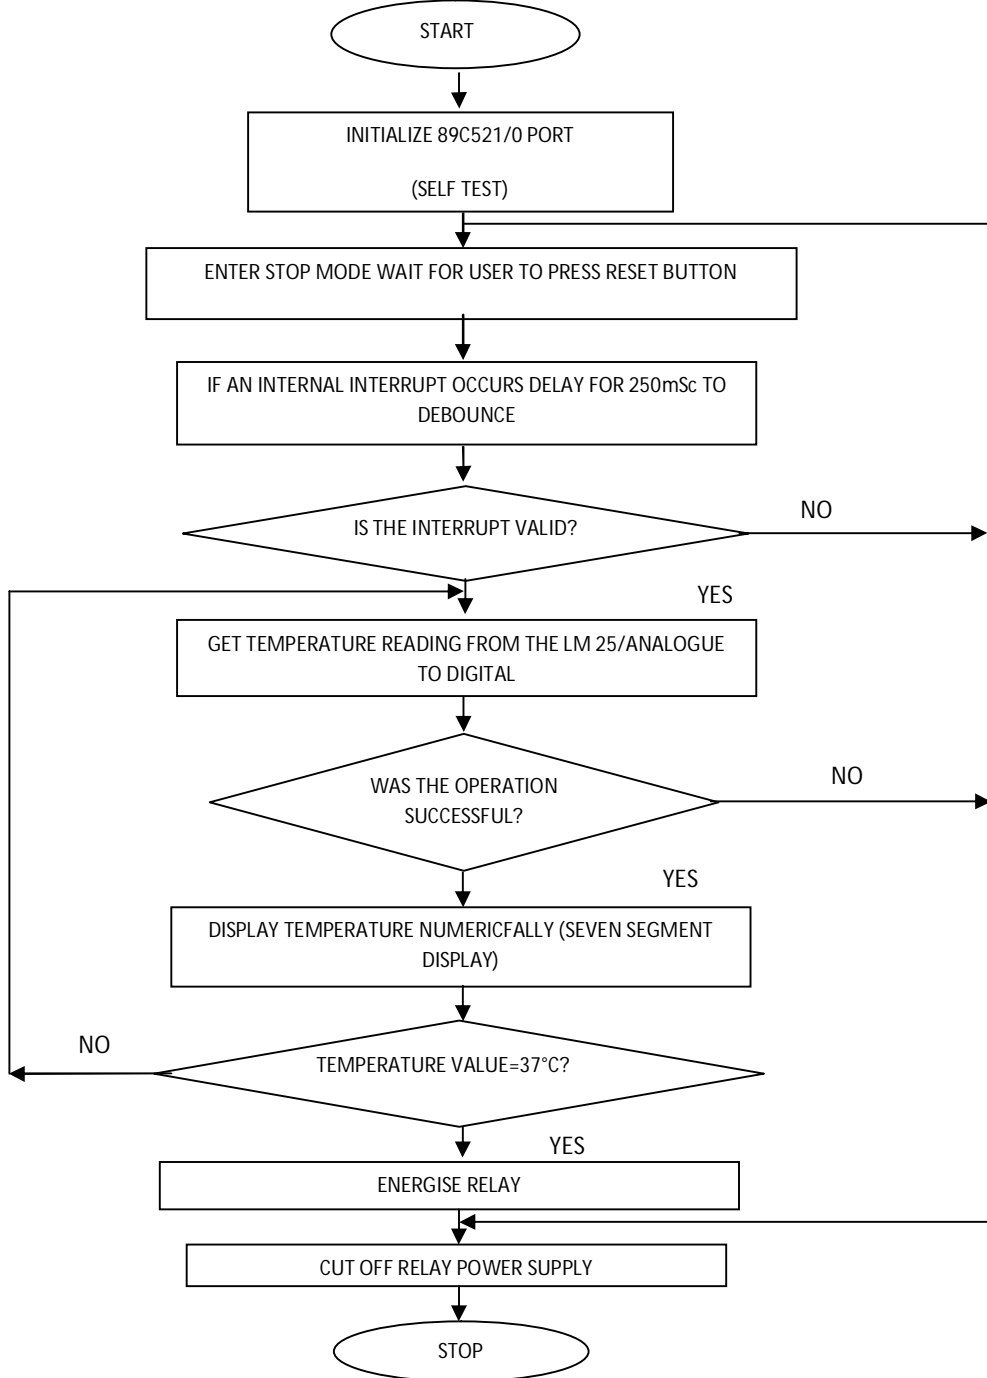 START
INITIALIZE 89C521/0 PORT
(SELF TEST)
ENTER STOP MODE WAIT FOR USER TO PRESS RESET BUTTON
IF AN INTERNAL INTERRUPT OCCURS DELAY FOR 250mSc TO
DEBOUNCE
IS THE INTERRUPT VALID?
NO
YES
GET TEMPERATURE READING FROM THE LM 25/ANALOGUE
TO DIGITAL
WAS THE OPERATION
SUCCESSFUL?
NO
YES
DISPLAY TEMPERATURE NUMERICFALLY (SEVEN SEGMENT
DISPLAY)
NO
TEMPERATURE VALUE=37°C?
YES
ENERGISE RELAY
CUT OFF RELAY POWER SUPPLY
STOP